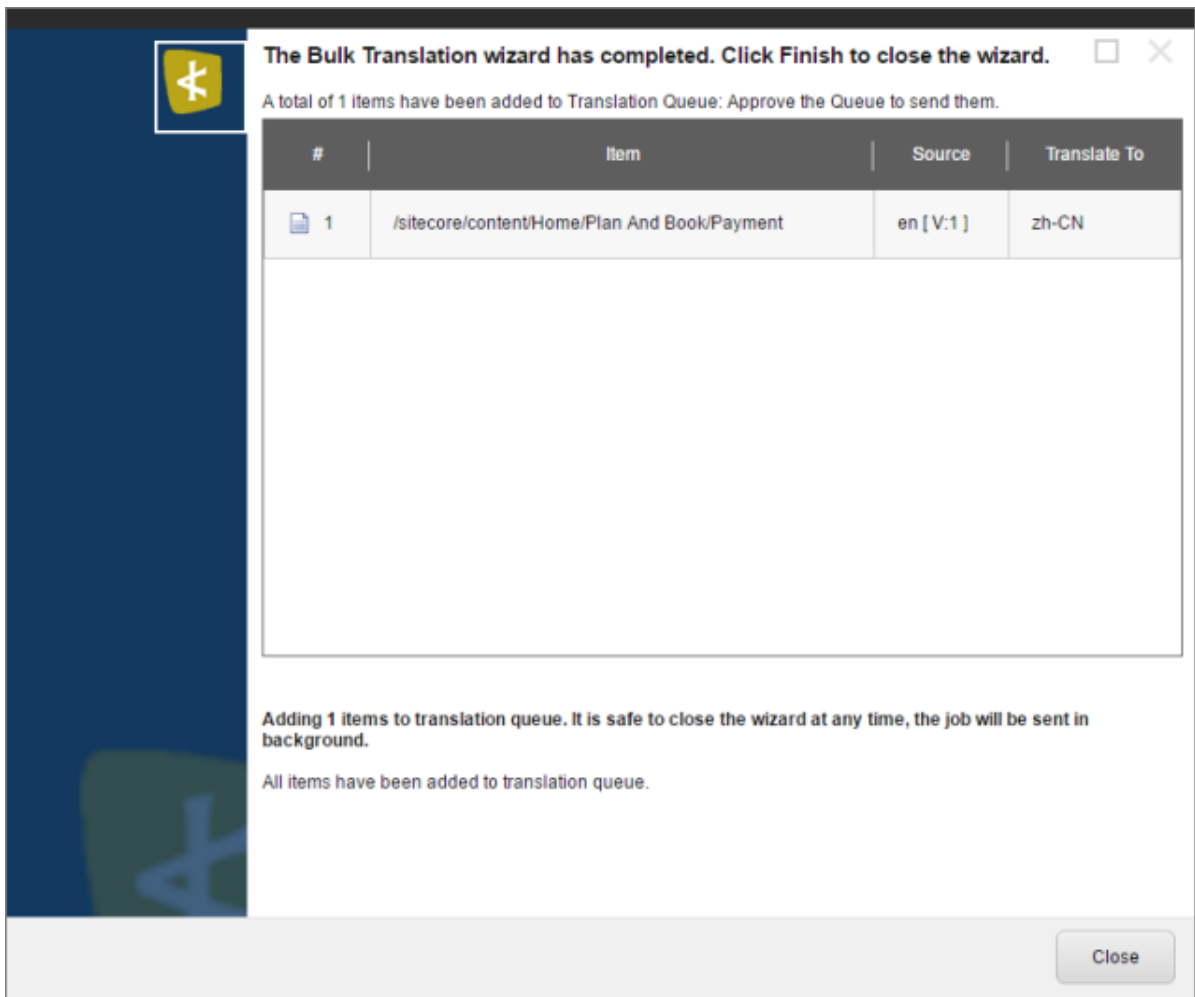 The Bulk Translation wizard has completed. Click Finish to close the wizard.
A total of 1 items have been added to Translation Queue: Approve the Queue to send them.
# Item Source Translate To
1 /sitecore/content/Home/Plan And Book/Payment en [ V:1 ] zh-CN
Adding 1 items to translation queue. It is safe to close the wizard at any time, the job will be sent in
background.
All items have been added to translation queue.
Close